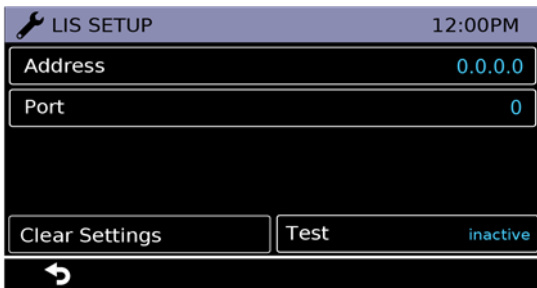 LIS SETUP 12:00PM
Address 0.0.0.0
Port 0
Clear Settings Test inactive